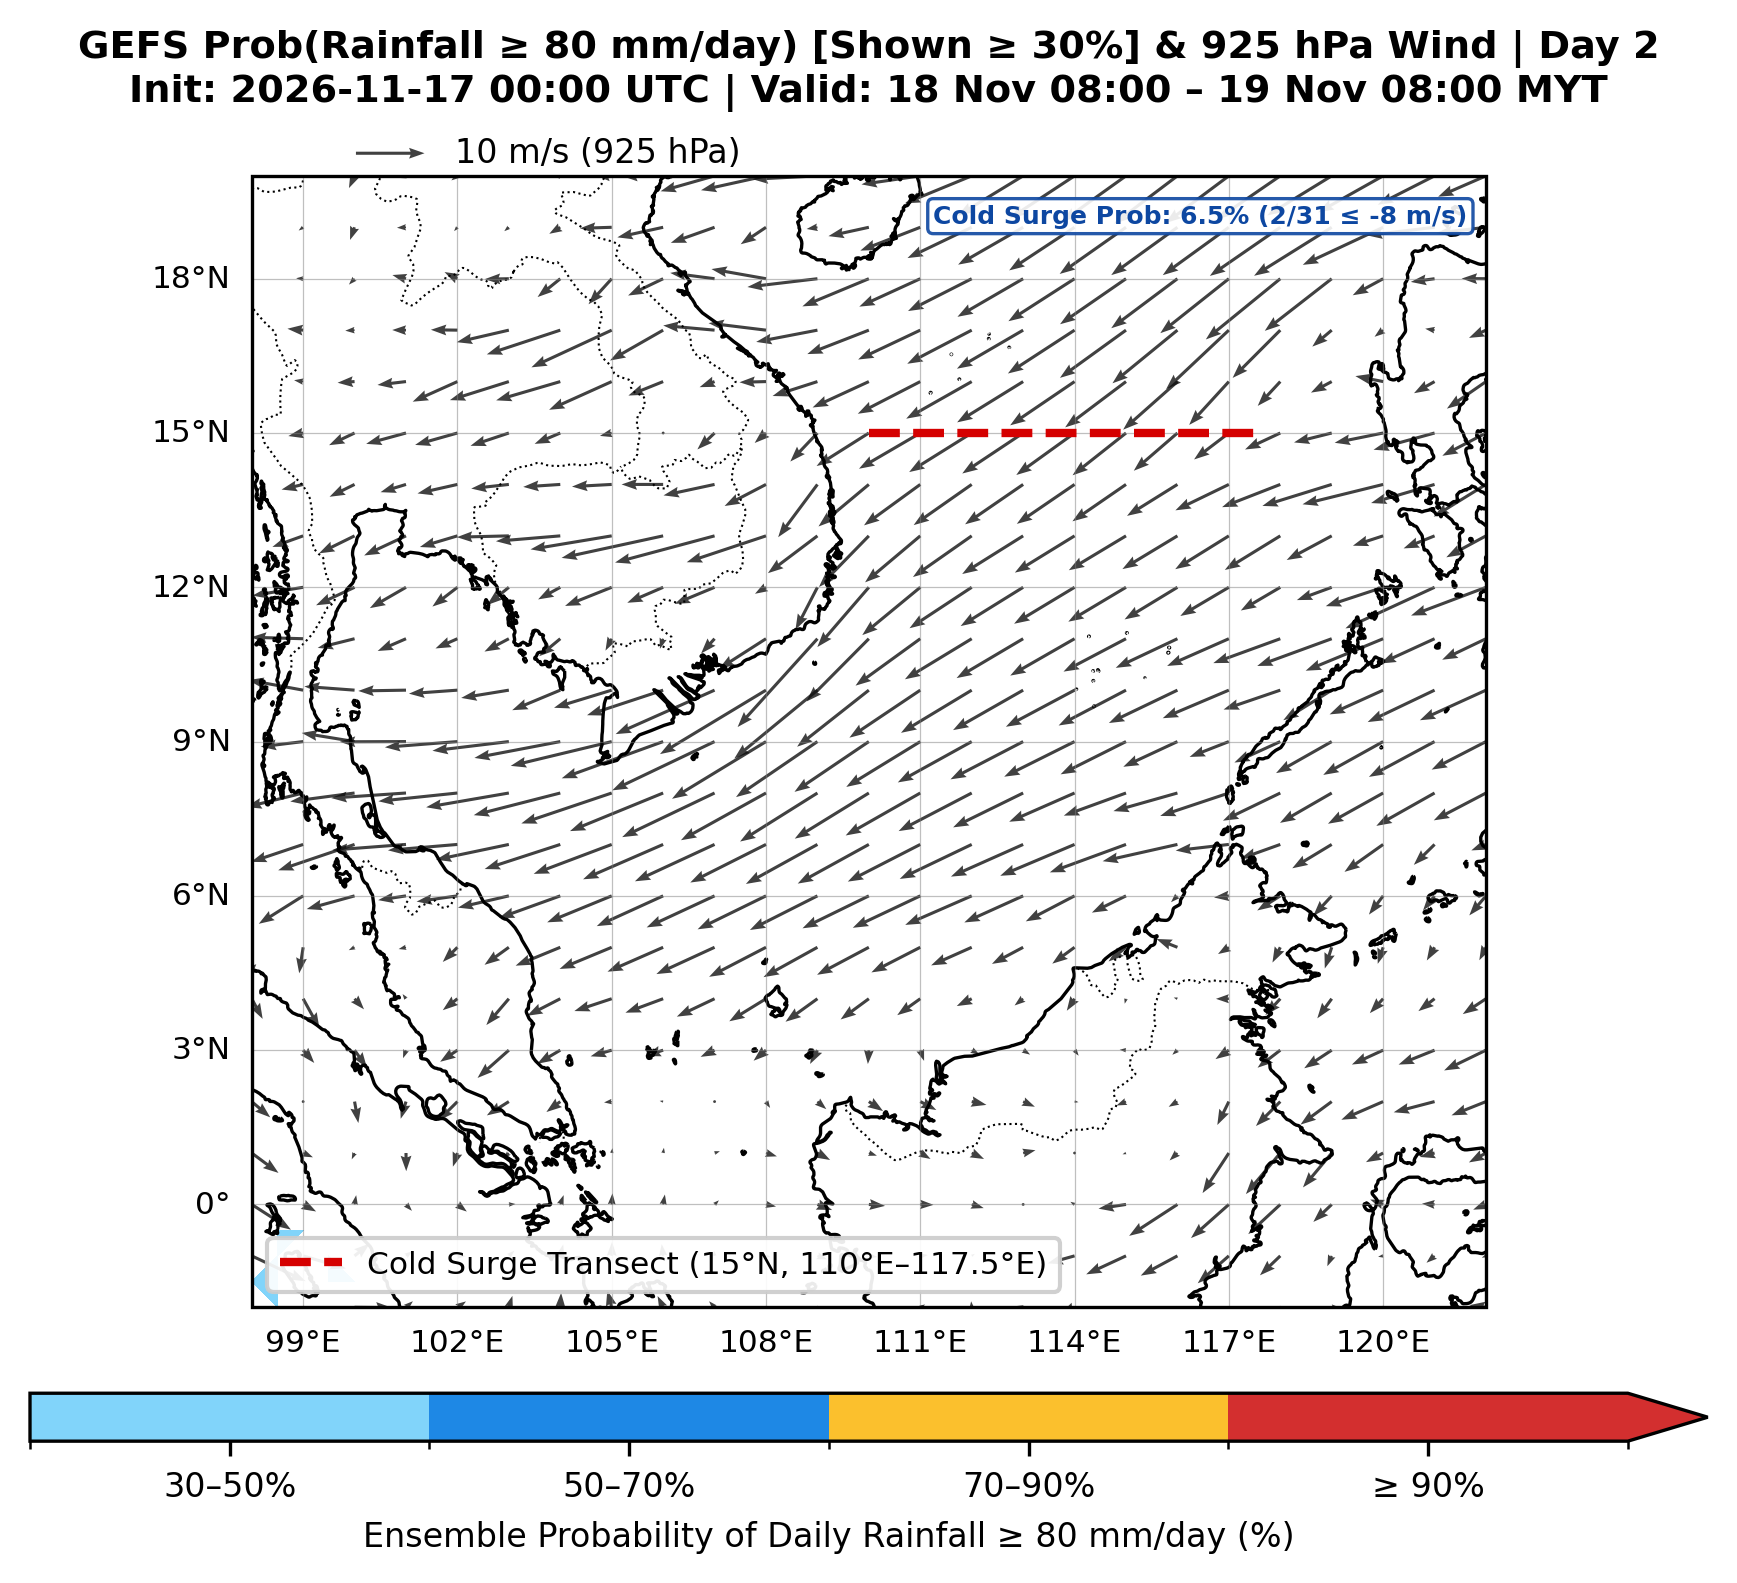 GEFS Prob(Rainfall ≥ 80 mm/day) [Shown ≥ 30%] & 925 hPa Wind | Day 2
Init: 2026-11-17 00:00 UTC | Valid: 18 Nov 08:00 – 19 Nov 08:00 MYT
10 m/s (925 hPa)
Cold Surge Prob: 6.5% (2/31 ≤ -8 m/s)
18°N
15°N
12°N
9°N
6°N
3°N
0°
Cold Surge Transect (15°N, 110°E–117.5°E)
99°E 102°E 105°E 108°E 111°E 114°E 117°E 120°E
30–50% 50–70% 70–90% ≥ 90%
Ensemble Probability of Daily Rainfall ≥ 80 mm/day (%)